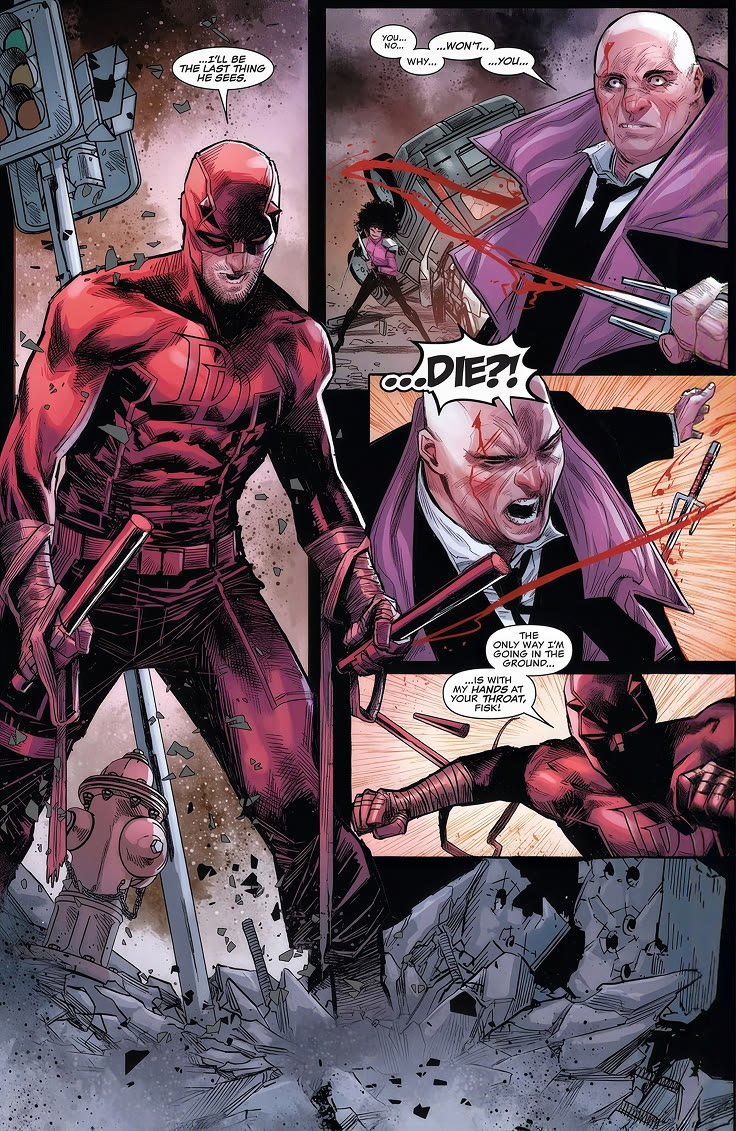 ...I'LL BE
THE LAST THING
HE SEES.
YOU...
NO...
WHY...
...WON'T...
...YOU...
...DIE?!
THE
ONLY WAY I'M
GOING IN THE
GROUND...
...IS WITH
MY HANDS AT
YOUR THROAT,
FISK!
DD